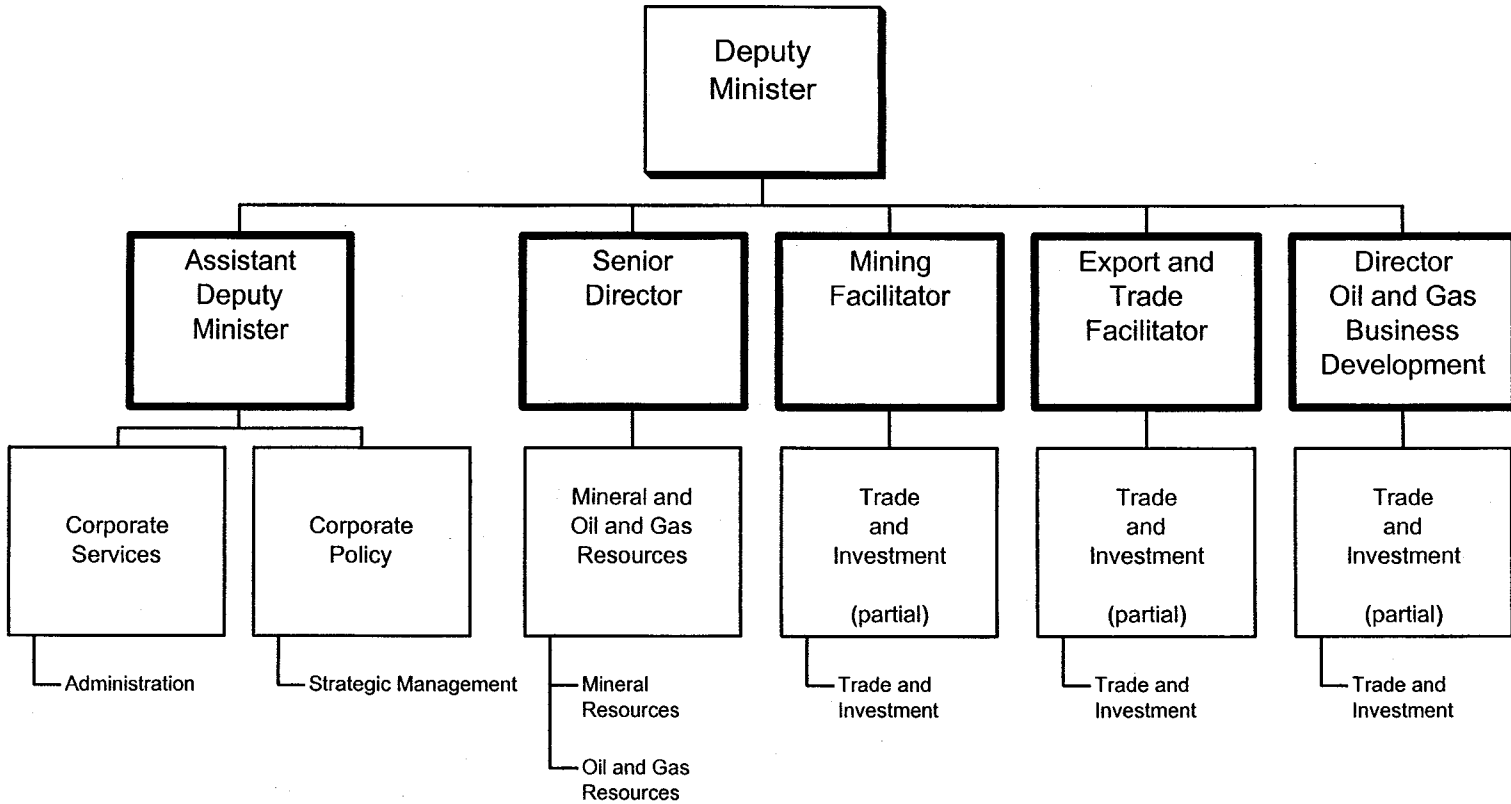 Deputy
Minister
Assistant
Deputy
Minister
Senior
Director
Mining
Facilitator
Export and
Trade
Facilitator
Director
Oil and Gas
Business
Development
Corporate
Services
Corporate
Policy
Mineral and
Oil and Gas
Resources
Trade
and
Investment
(partial)
Trade
and
Investment
(partial)
Trade
and
Investment
(partial)
Administration
Strategic Management
Mineral
Resources
Oil and Gas
Resources
Trade and
Investment
Trade and
Investment
Trade and
Investment